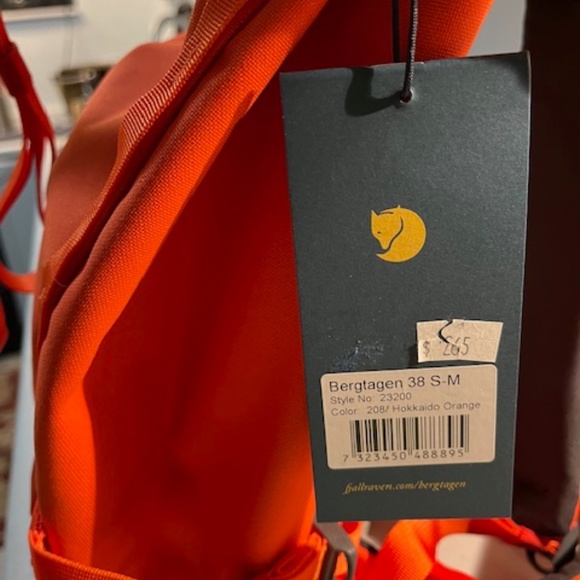 $ 265
Bergtagen 38 S-M
Style No: 23200
Color: 208/ Hokkaido Orange
7 323450 488895
fjallraven.com/bergtagen